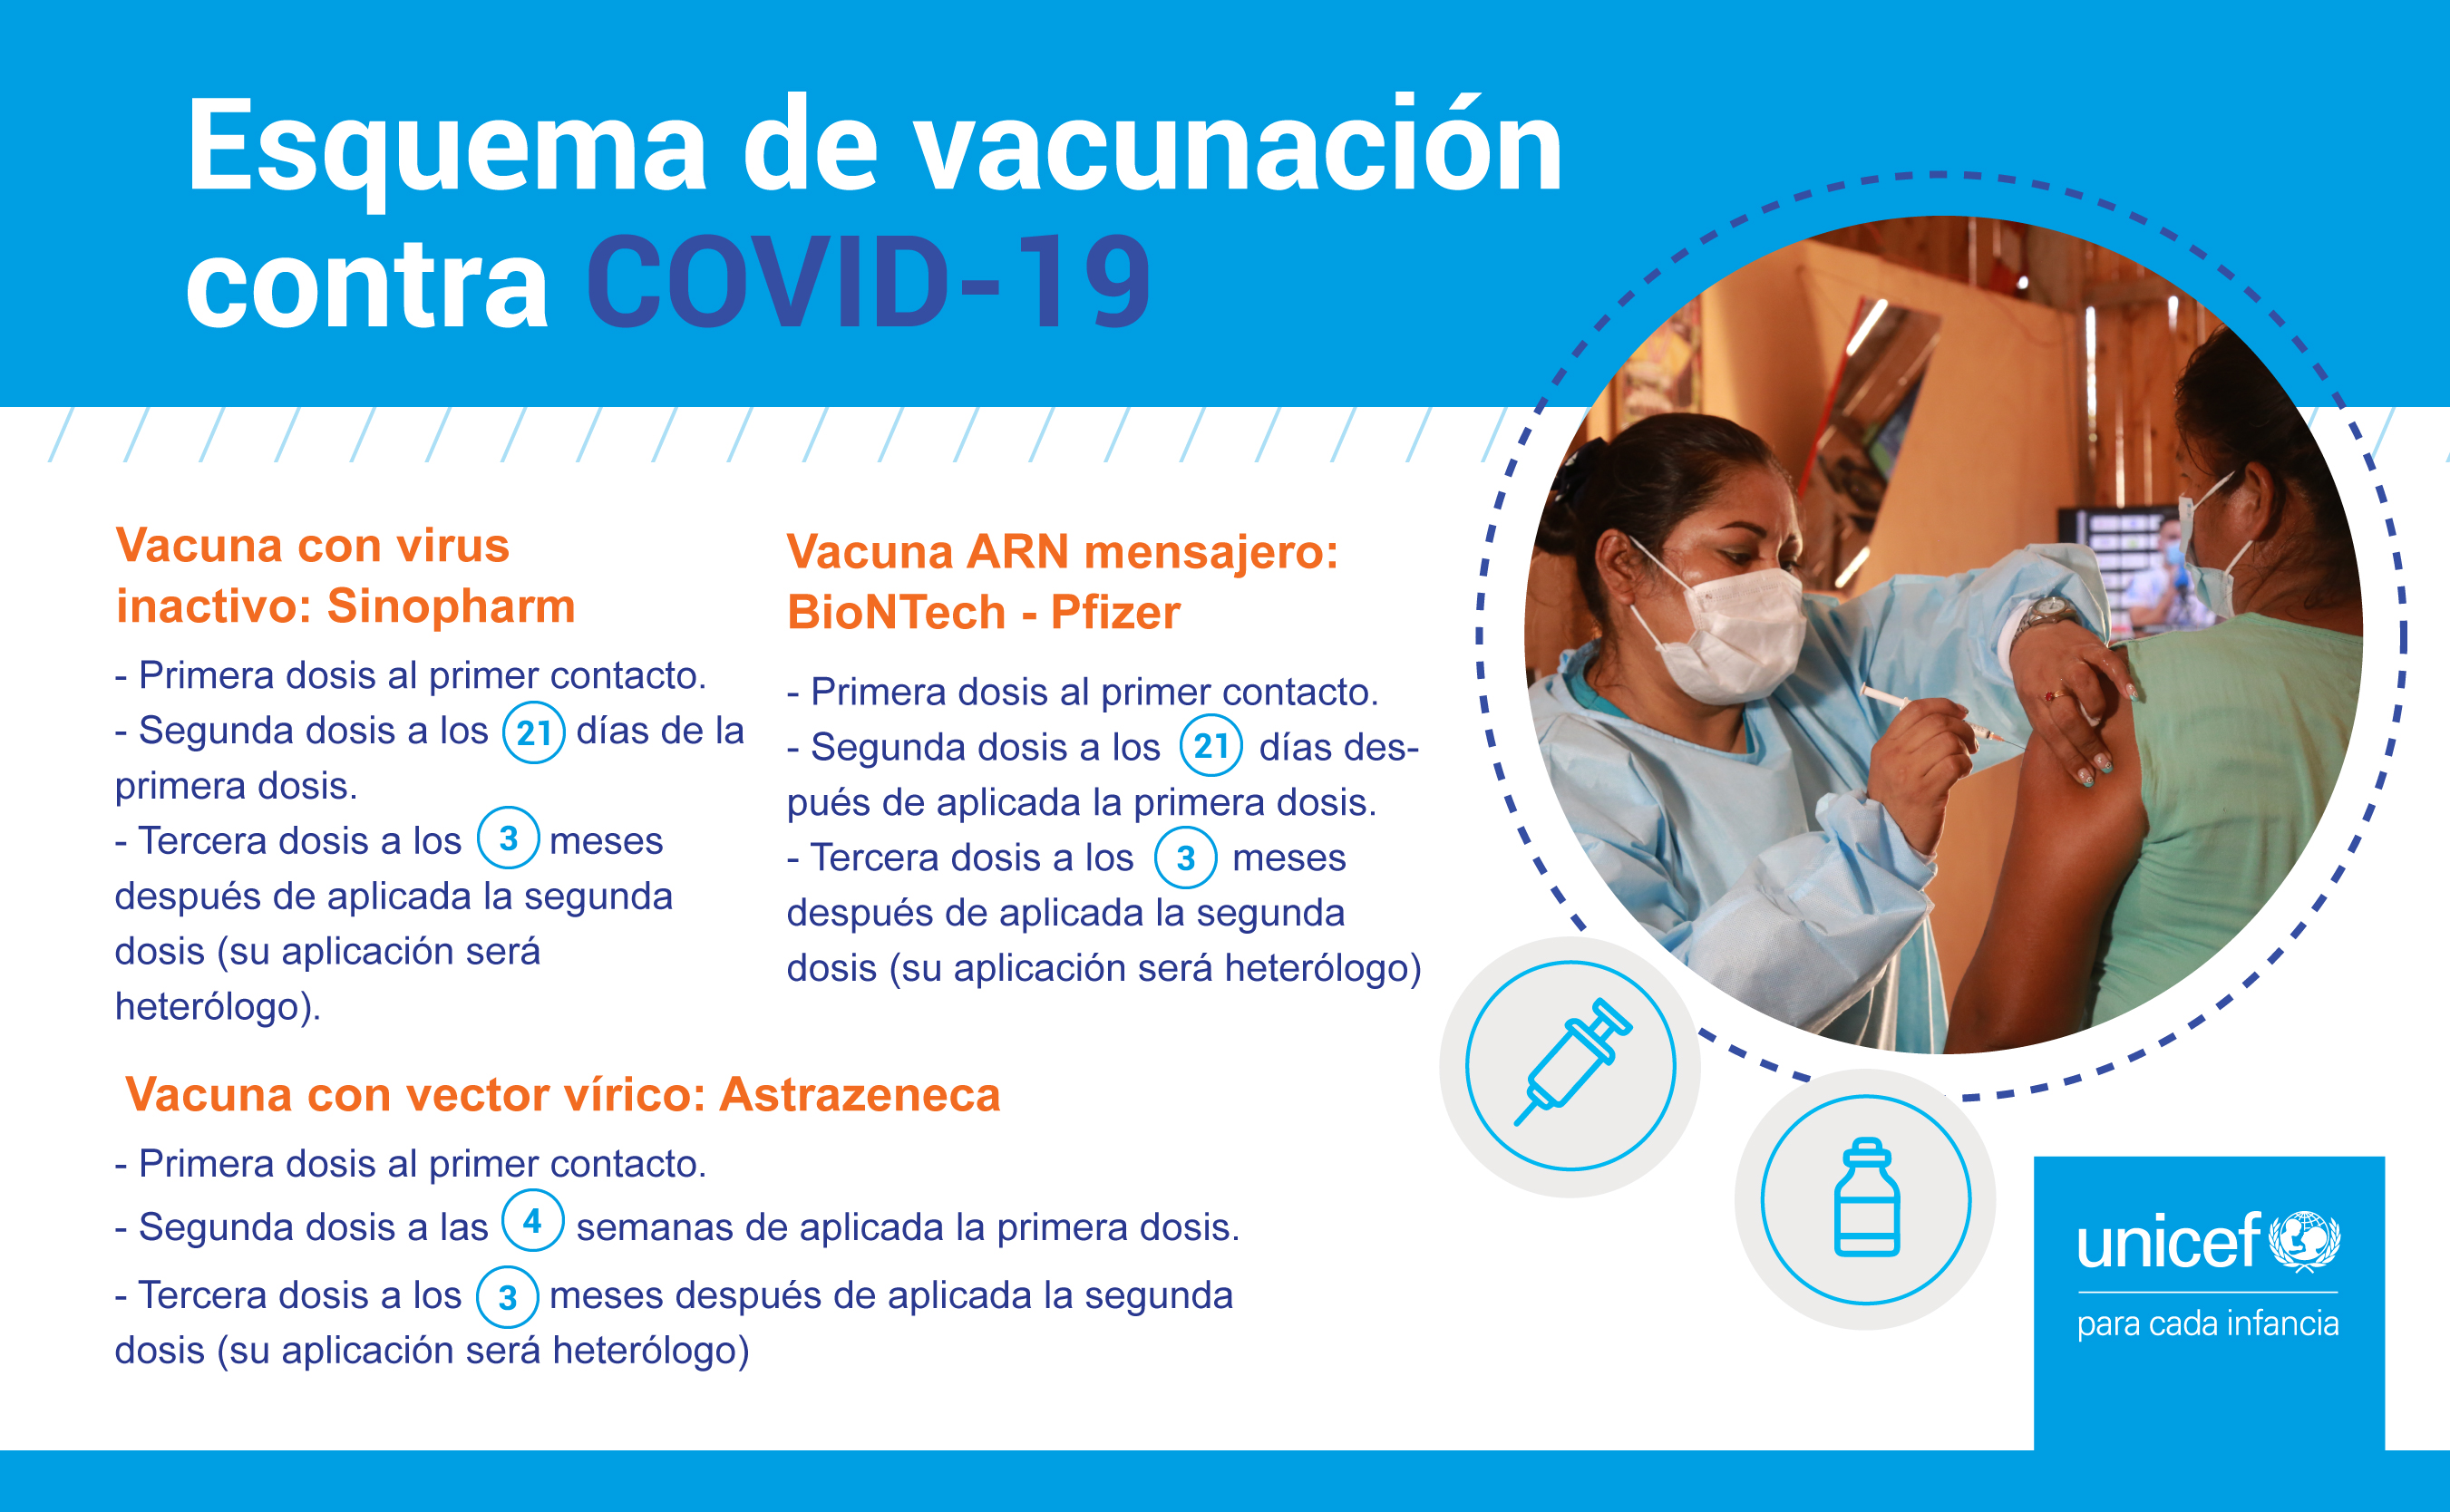 Esquema de vacunación
contra COVID-19
Vacuna con virus
inactivo: Sinopharm
- Primera dosis al primer contacto.
- Segunda dosis a los 21 días de la
primera dosis.
- Tercera dosis a los 3 meses
después de aplicada la segunda
dosis (su aplicación será
heterólogo).
Vacuna ARN mensajero:
BioNTech - Pfizer
- Primera dosis al primer contacto.
- Segunda dosis a los 21 días des-
pués de aplicada la primera dosis.
- Tercera dosis a los 3 meses
después de aplicada la segunda
dosis (su aplicación será heterólogo)
Vacuna con vector vírico: Astrazeneca
- Primera dosis al primer contacto.
- Segunda dosis a las 4 semanas de aplicada la primera dosis.
- Tercera dosis a los 3 meses después de aplicada la segunda
dosis (su aplicación será heterólogo)
unicef
para cada infancia